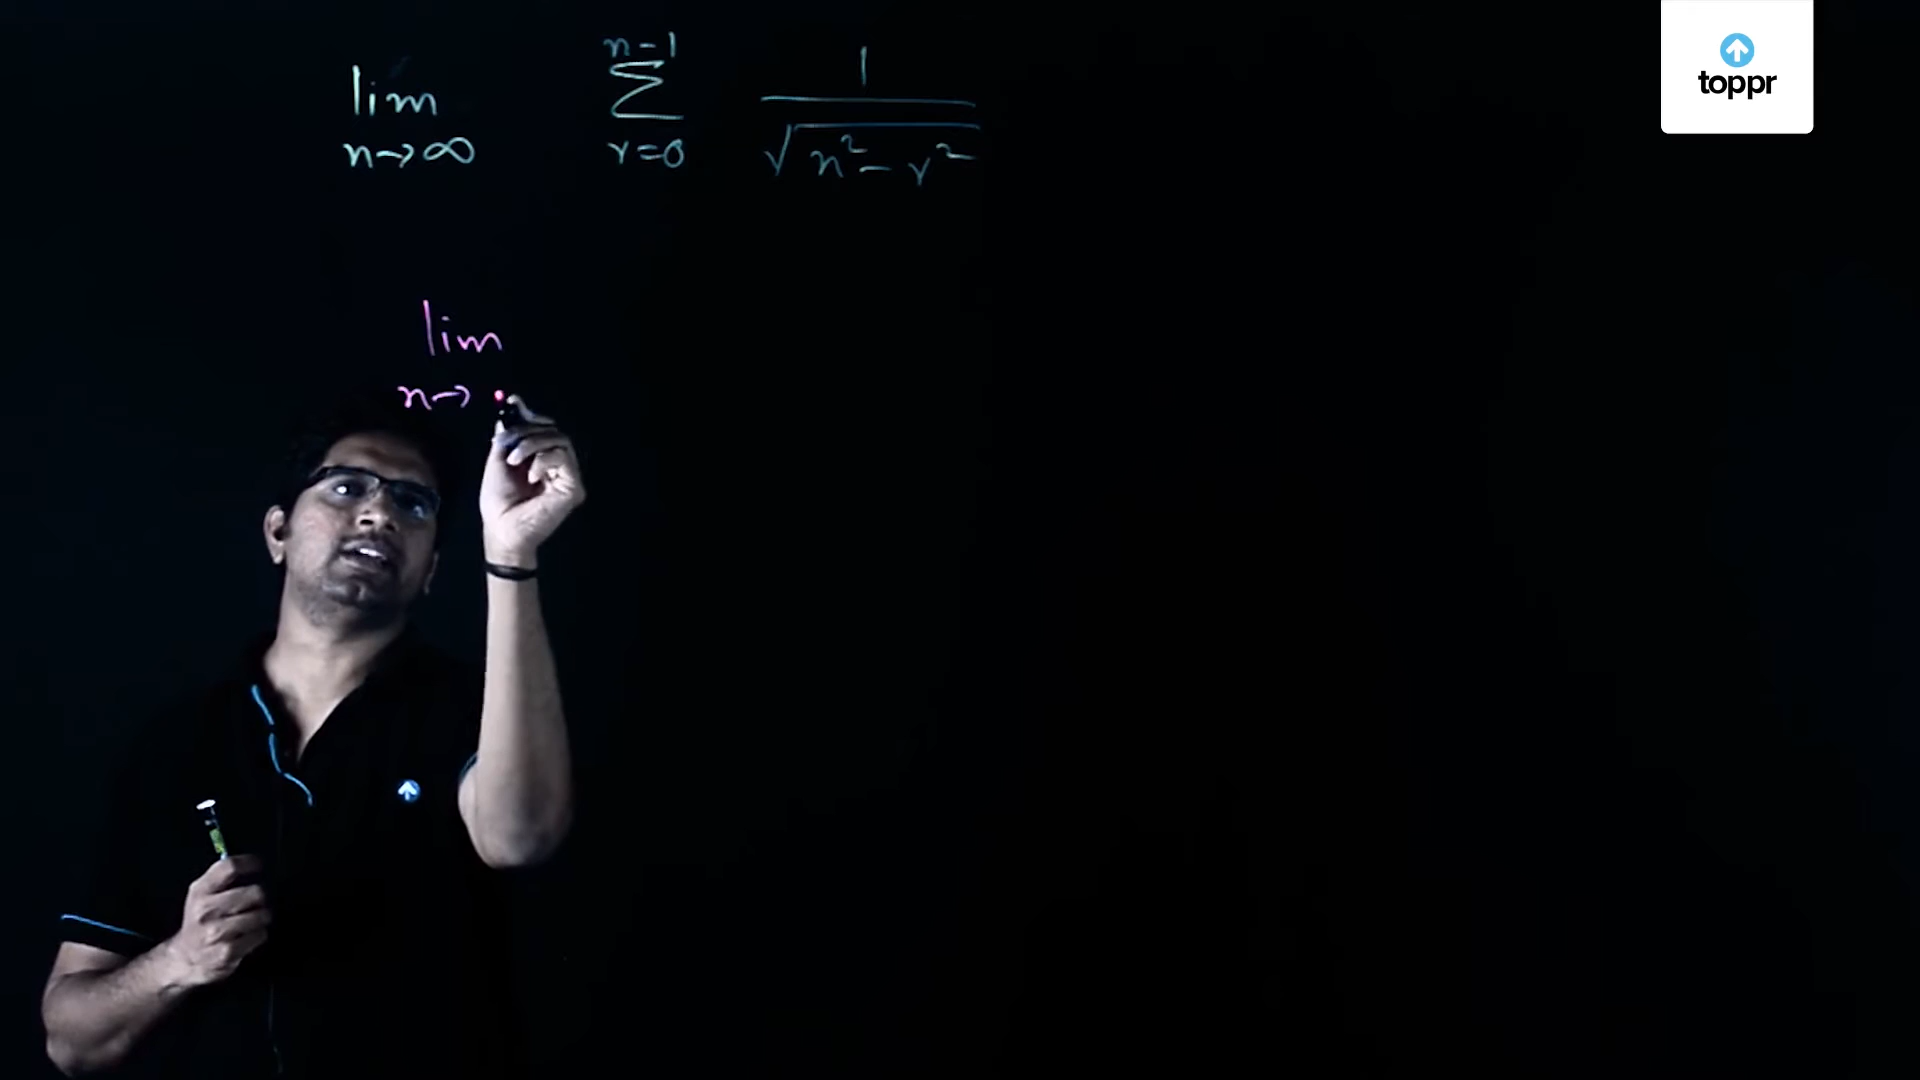 lim n→∞ n-1 Σ r=0 1 / √(n² - r²)
lim n→
toppr